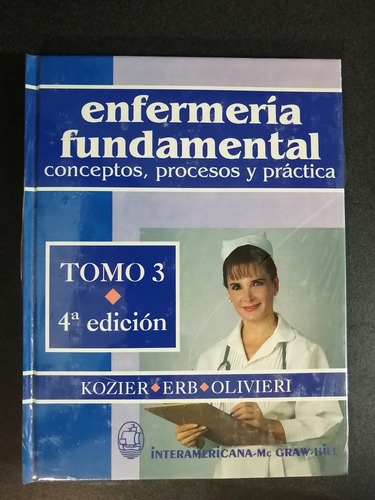 enfermería
fundamental
conceptos, procesos y práctica
TOMO 3
4ª edición
KOZIER ERB OLIVIERI
INTERAMERICANA-Mc GRAW-HILL